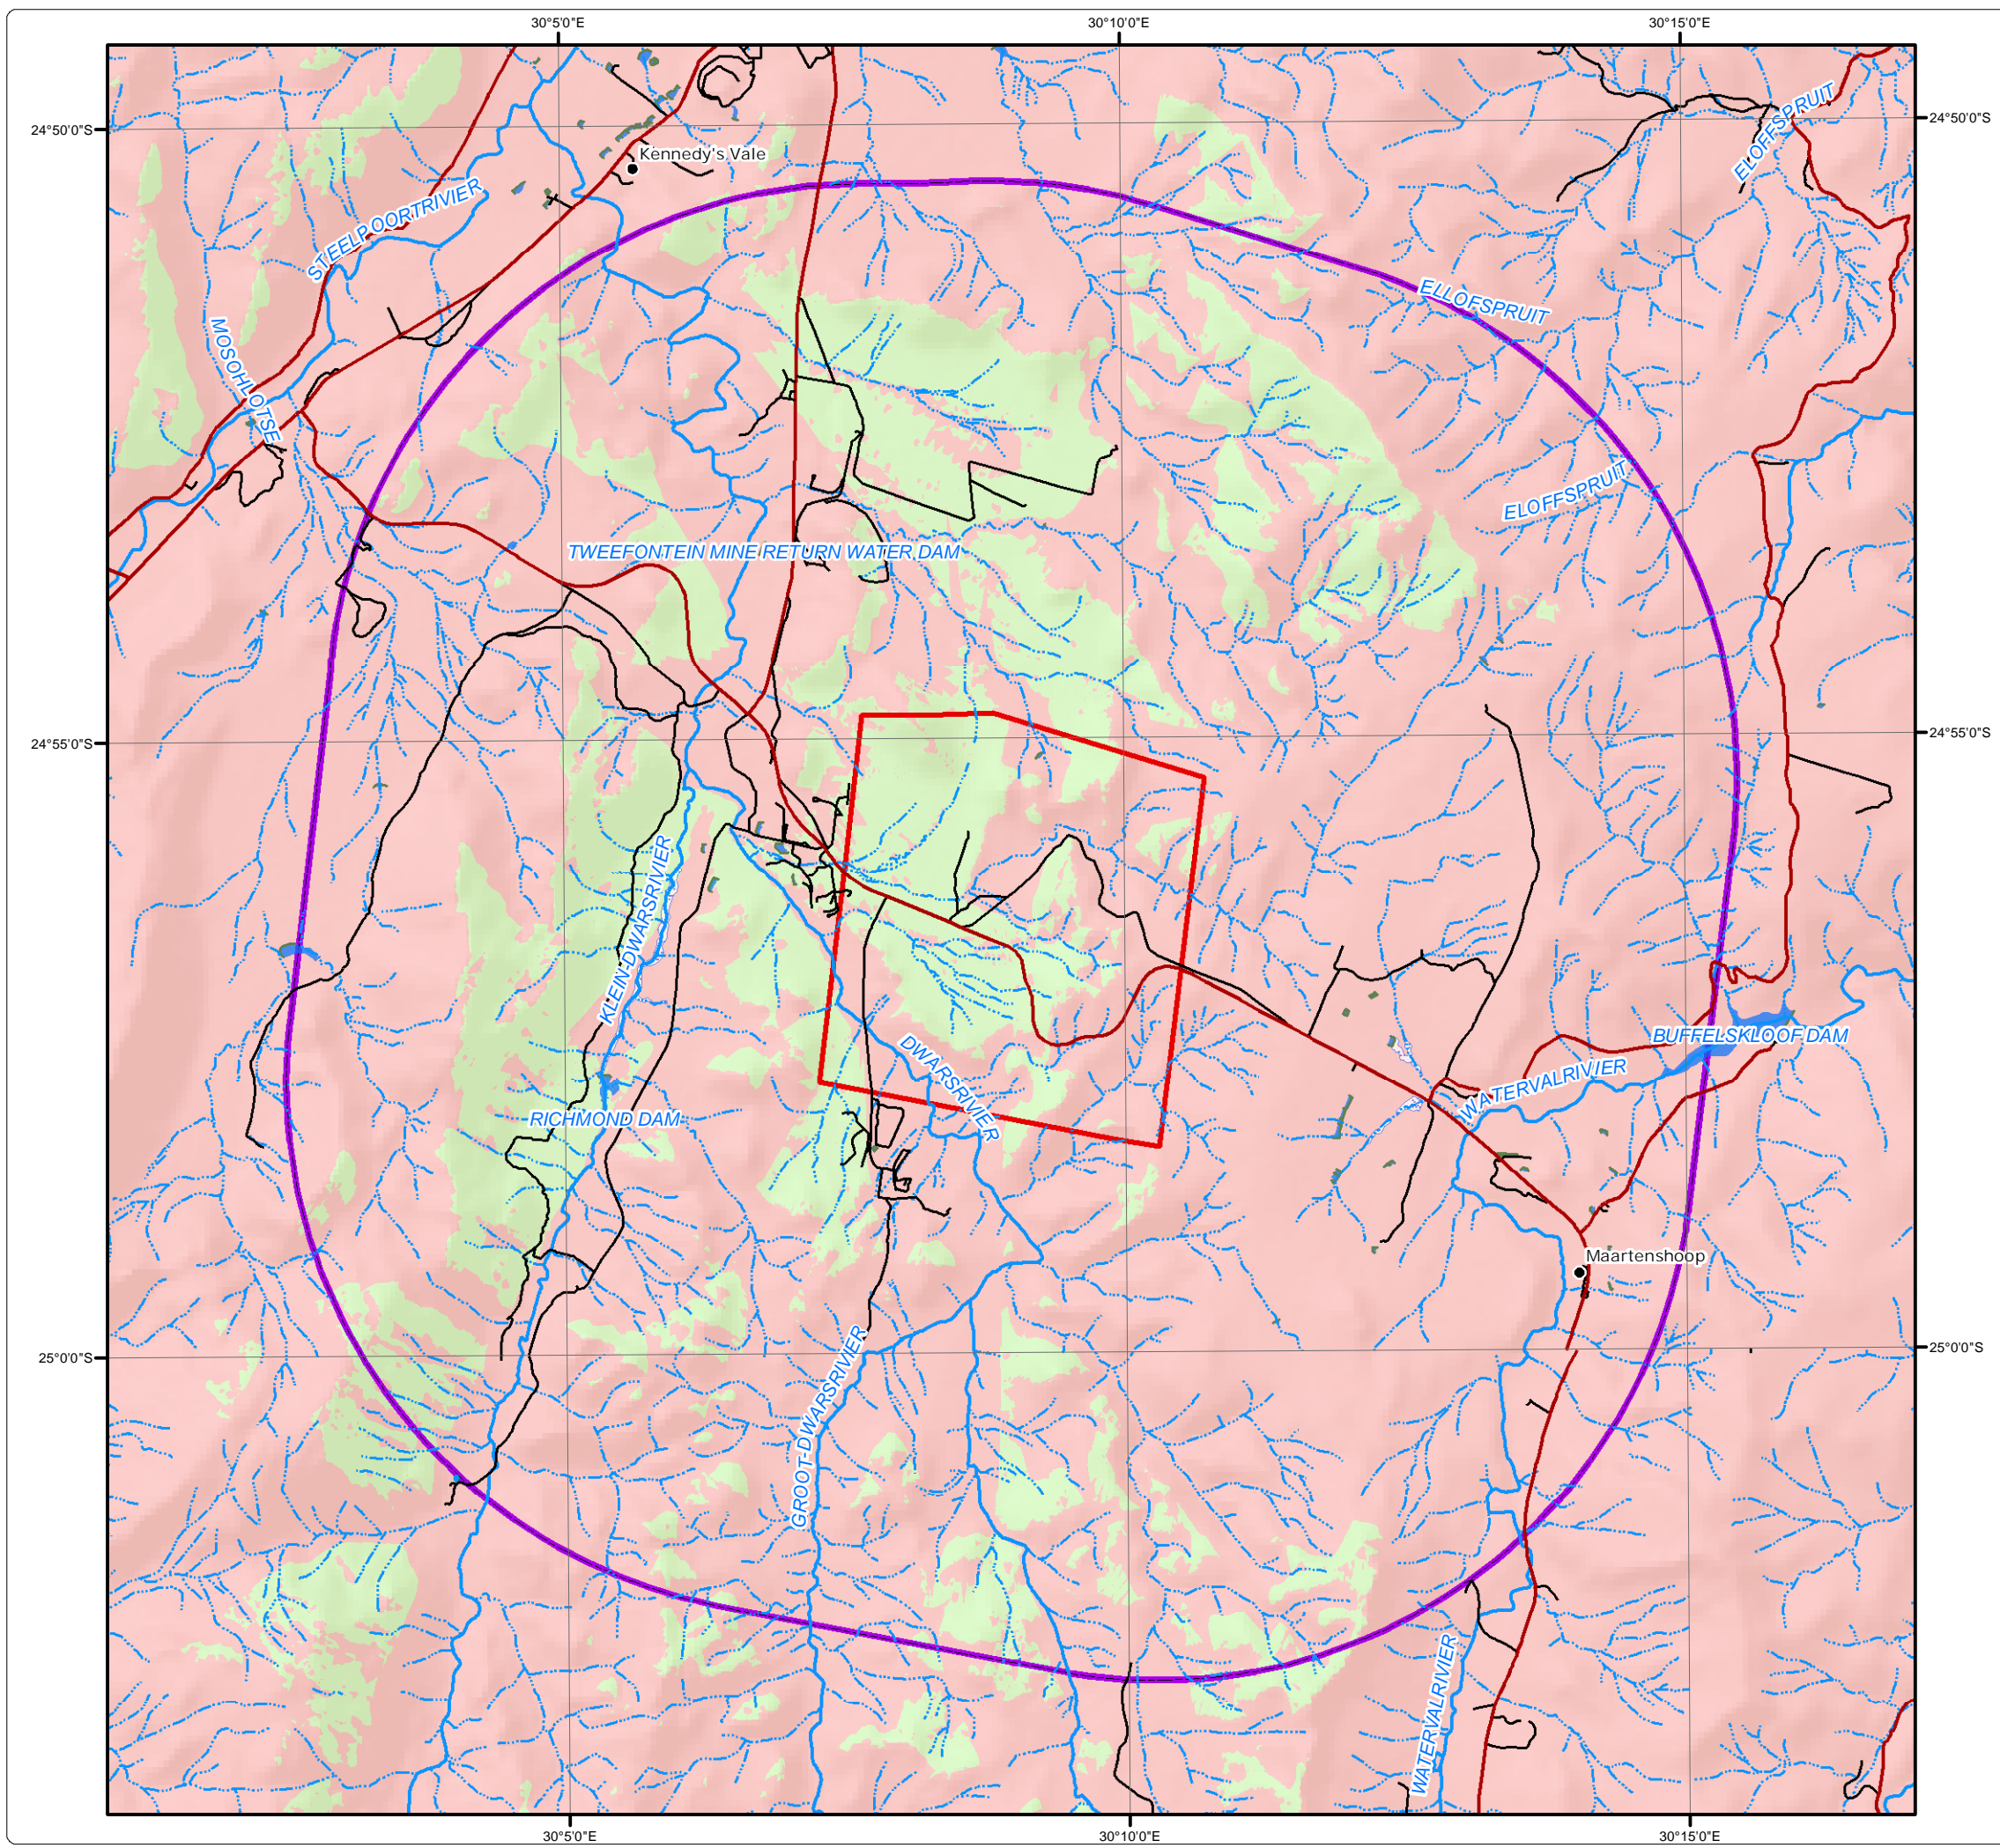 30°5'0"E
30°10'0"E
30°15'0"E
24°50'0"S
24°50'0"S
ELOFFSPRUIT
Kennedy's Vale
STEELPOORTRIVIER
ELLOFSPRUIT
MOSOHLOTSE
ELOFFSPRUIT
TWEEFONTEIN MINE RETURN WATER DAM
24°55'0"S
24°55'0"S
KLEIN-DWARSRIVIER
BUFFELSKLOOF DAM
DWARSRIVIER
WATERVALRIVIER
RICHMOND DAM
Maartenshoop
25°0'0"S
25°0'0"S
GROOT-DWARSRIVIER
WATERVALRIVIER
30°5'0"E
30°10'0"E
30°15'0"E